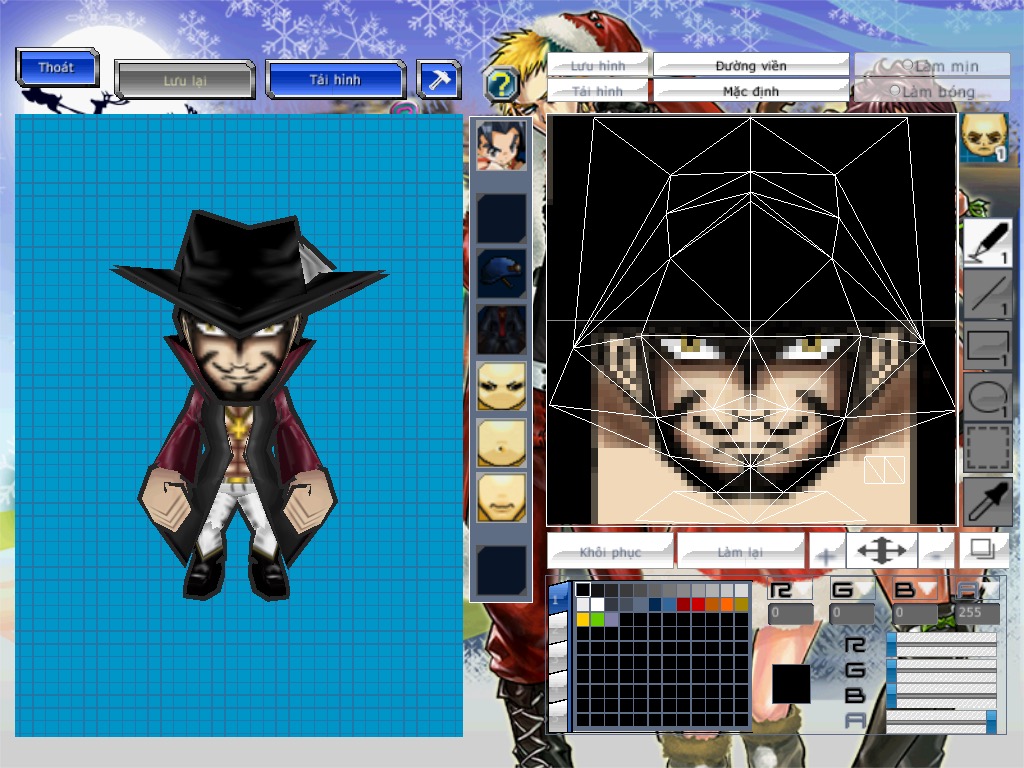 Thoát
Lưu lại
Tải hình
?
Lưu hình
Đường viền
Làm mịn
Tải hình
Mặc định
Làm bóng
1
1
1
1
1
Khôi phục
Làm lại
+
-
1
R
G
B
A
0
0
0
255
R
G
B
A